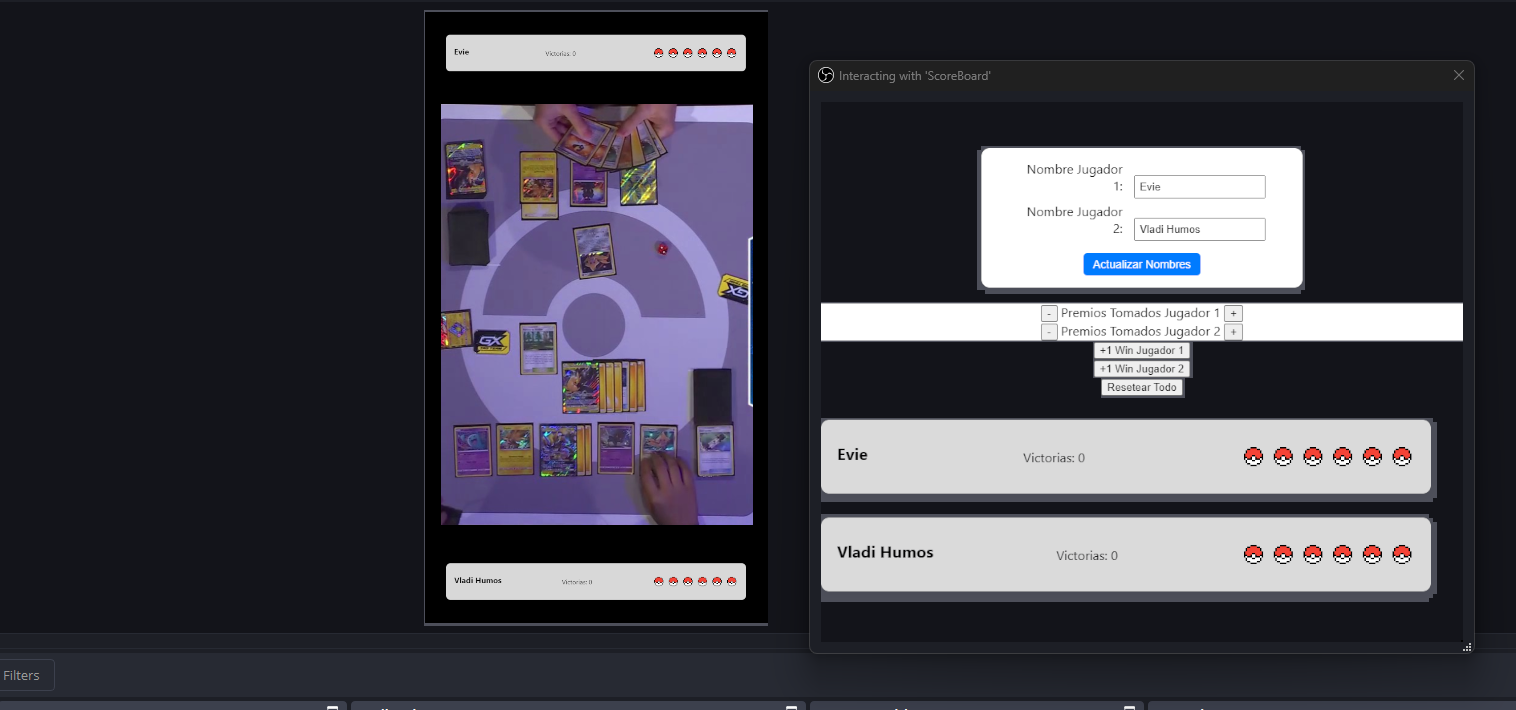 Evie
Victorias: 0
GX
GX
Vladi Humos
Victorias: 0
Interacting with 'ScoreBoard'
Nombre Jugador
1:
Evie
Nombre Jugador
2:
Vladi Humos
Actualizar Nombres
- Premios Tomados Jugador 1 +
- Premios Tomados Jugador 2 +
+1 Win Jugador 1
+1 Win Jugador 2
Resetear Todo
Evie
Victorias: 0
Vladi Humos
Victorias: 0
Filters